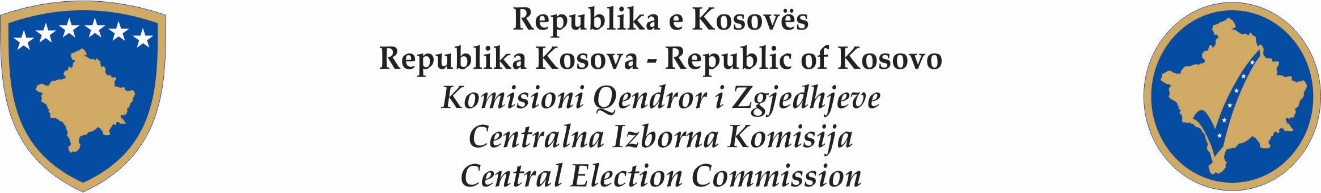 Republika e Kosovës
Republika Kosova - Republic of Kosovo
Komisioni Qendror i Zgjedhjeve
Centralna Izborna Komisija
Central Election Commission